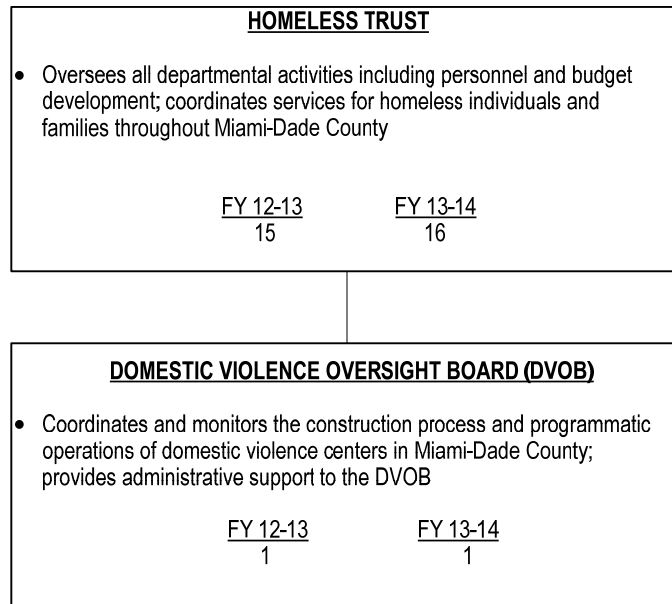 HOMELESS TRUST
• Oversees all departmental activities including personnel and budget
development; coordinates services for homeless individuals and
families throughout Miami-Dade County
FY 12-13 FY 13-14
15 16
DOMESTIC VIOLENCE OVERSIGHT BOARD (DVOB)
• Coordinates and monitors the construction process and programmatic
operations of domestic violence centers in Miami-Dade County;
provides administrative support to the DVOB
FY 12-13 FY 13-14
1 1